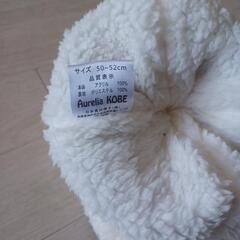 サイズ 50~52cm
品質表示
本体 アクリル 100%
裏地 ポリエステル 100%
Aurelia KOBE